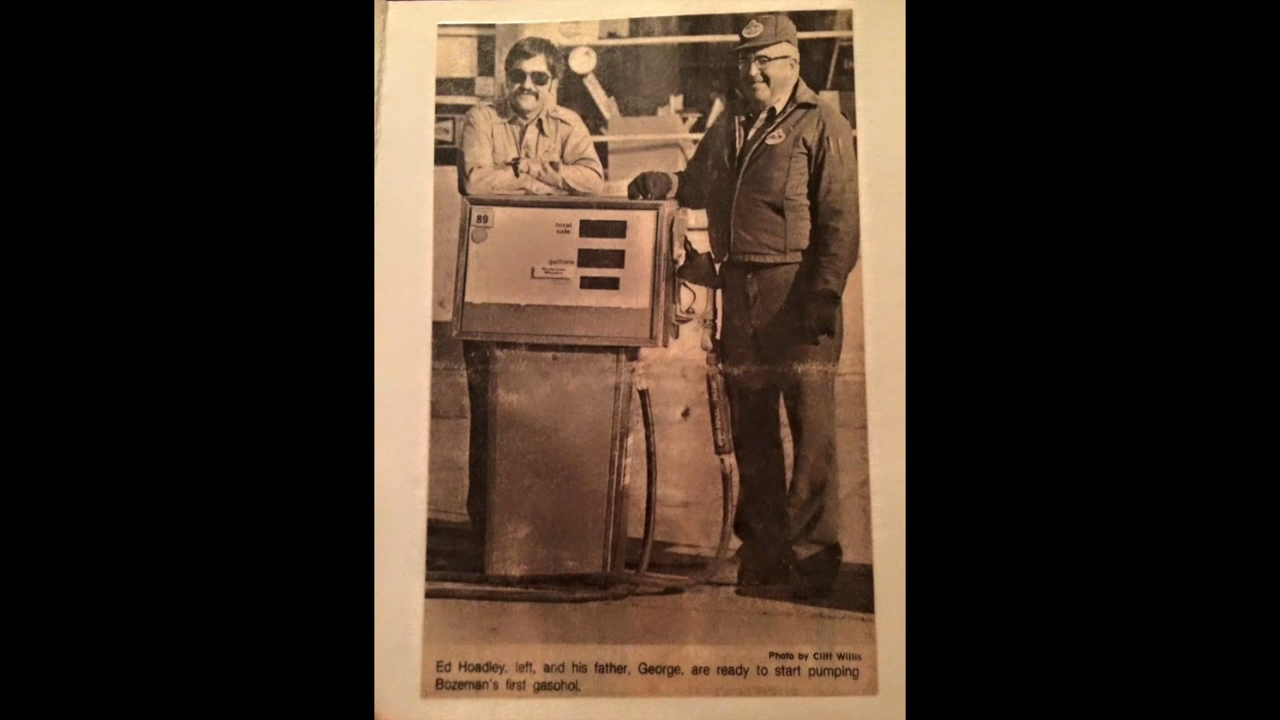 89
total
sale
gallons
Photo by Cliff Willis
Ed Hoadley, left, and his father, George, are ready to start pumping
Bozeman's first gasohol.